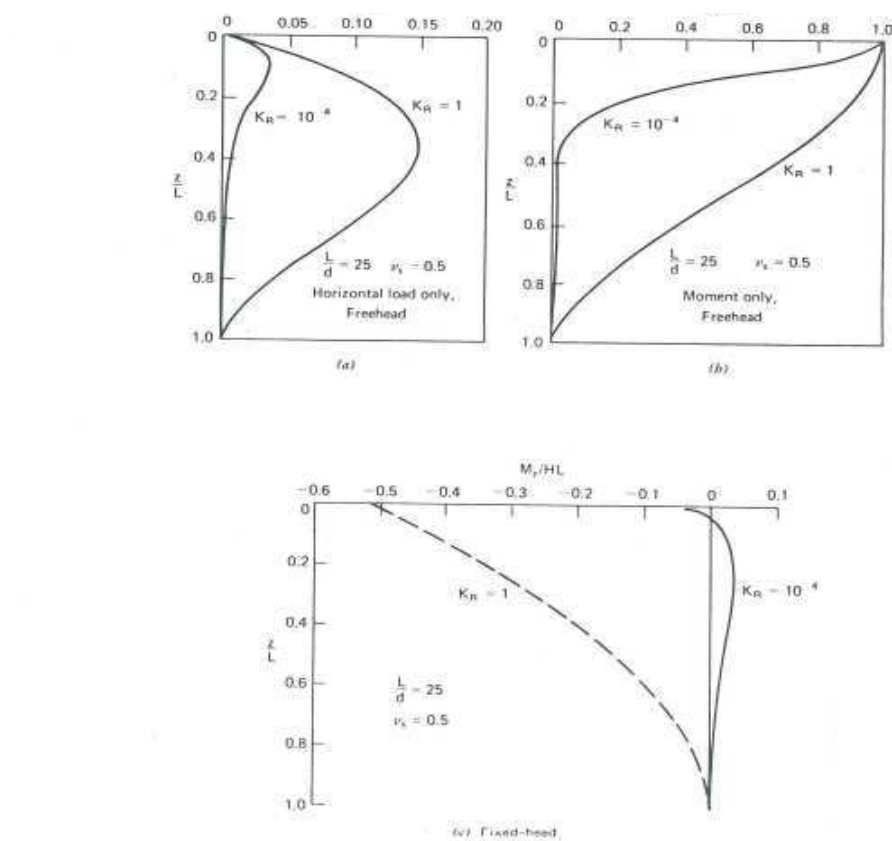 0 0.05 0.10 0.15 0.20
0
0.2
0.4
0.6
0.8
1.0
z/L
K_R = 10⁻⁴
K_R = 1
L/d = 25 ν_s = 0.5
Horizontal load only,
Freehead
(a)
0 0.2 0.4 0.6 0.8 1.0
0
0.2
0.4
0.6
0.8
1.0
z/L
K_R = 10⁻⁴
K_R = 1
L/d = 25 ν_s = 0.5
Moment only,
Freehead
(b)
M_z/HL
−0.6 −0.5 −0.4 −0.3 −0.2 −0.1 0 0.1
0
0.2
0.4
0.6
0.8
1.0
z/L
K_R = 1
K_R = 10⁻⁴
L/d = 25
ν_s = 0.5
(c) Fixed-head